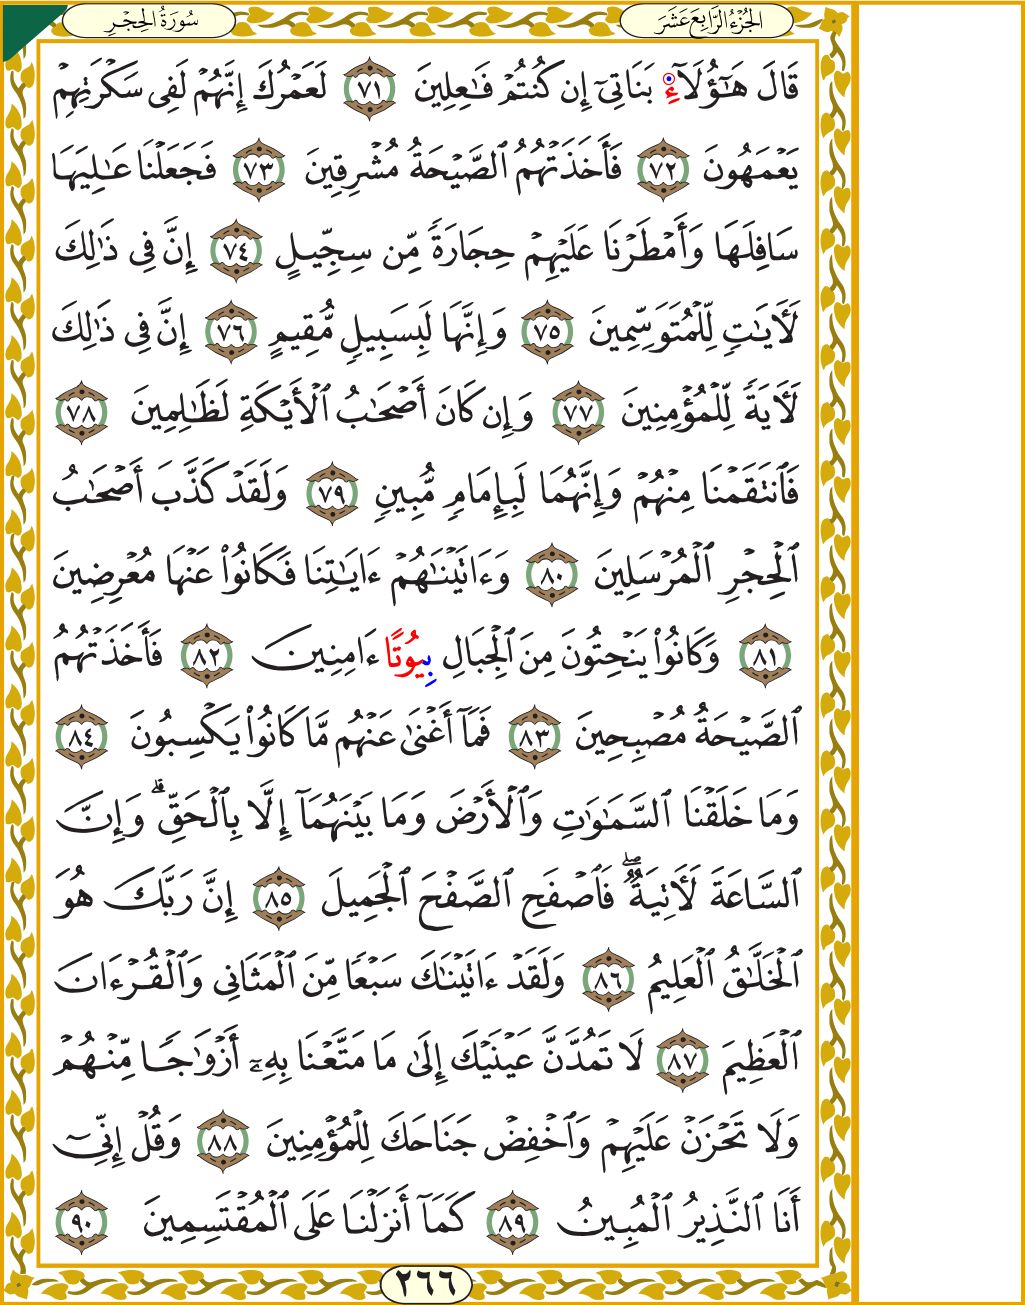 الجُزْءُ الرَّابِعَ عَشَرَ
سُورَةُ الحِجْرِ
قَالَ هَٰٓؤُلَآءِ بَنَاتِىٓ إِن كُنتُمْ فَٰعِلِينَ ٧١ لَعَمْرُكَ إِنَّهُمْ لَفِى سَكْرَتِهِمْ
يَعْمَهُونَ ٧٢ فَأَخَذَتْهُمُ ٱلصَّيْحَةُ مُشْرِقِينَ ٧٣ فَجَعَلْنَا عَٰلِيَهَا
سَافِلَهَا وَأَمْطَرْنَا عَلَيْهِمْ حِجَارَةً مِّن سِجِّيلٍ ٧٤ إِنَّ فِى ذَٰلِكَ
لَءَايَٰتٍ لِّلْمُتَوَسِّمِينَ ٧٥ وَإِنَّهَا لَبِسَبِيلٍ مُّقِيمٍ ٧٦ إِنَّ فِى ذَٰلِكَ
لَءَايَةً لِّلْمُؤْمِنِينَ ٧٧ وَإِن كَانَ أَصْحَٰبُ ٱلْأَيْكَةِ لَظَٰلِمِينَ ٧٨
فَٱنتَقَمْنَا مِنْهُمْ وَإِنَّهُمَا لَبِإِمَامٍ مُّبِينٍ ٧٩ وَلَقَدْ كَذَّبَ أَصْحَٰبُ
ٱلْحِجْرِ ٱلْمُرْسَلِينَ ٨٠ وَءَاتَيْنَٰهُمْ ءَايَٰتِنَا فَكَانُوا۟ عَنْهَا مُعْرِضِينَ
٨١ وَكَانُوا۟ يَنْحِتُونَ مِنَ ٱلْجِبَالِ بِيُوتًا ءَامِنِينَ ٨٢ فَأَخَذَتْهُمُ
ٱلصَّيْحَةُ مُصْبِحِينَ ٨٣ فَمَآ أَغْنَىٰ عَنْهُم مَّا كَانُوا۟ يَكْسِبُونَ ٨٤
وَمَا خَلَقْنَا ٱلسَّمَٰوَٰتِ وَٱلْأَرْضَ وَمَا بَيْنَهُمَآ إِلَّا بِٱلْحَقِّ ۗ وَإِنَّ
ٱلسَّاعَةَ لَءَاتِيَةٌ ۖ فَٱصْفَحِ ٱلصَّفْحَ ٱلْجَمِيلَ ٨٥ إِنَّ رَبَّكَ هُوَ
ٱلْخَلَّٰقُ ٱلْعَلِيمُ ٨٦ وَلَقَدْ ءَاتَيْنَٰكَ سَبْعًا مِّنَ ٱلْمَثَانِى وَٱلْقُرْءَانَ
ٱلْعَظِيمَ ٨٧ لَا تَمُدَّنَّ عَيْنَيْكَ إِلَىٰ مَا مَتَّعْنَا بِهِۦٓ أَزْوَٰجًا مِّنْهُمْ
وَلَا تَحْزَنْ عَلَيْهِمْ وَٱخْفِضْ جَنَاحَكَ لِلْمُؤْمِنِينَ ٨٨ وَقُلْ إِنِّىٓ
أَنَا ٱلنَّذِيرُ ٱلْمُبِينُ ٨٩ كَمَآ أَنزَلْنَا عَلَى ٱلْمُقْتَسِمِينَ ٩٠
٢٦٦